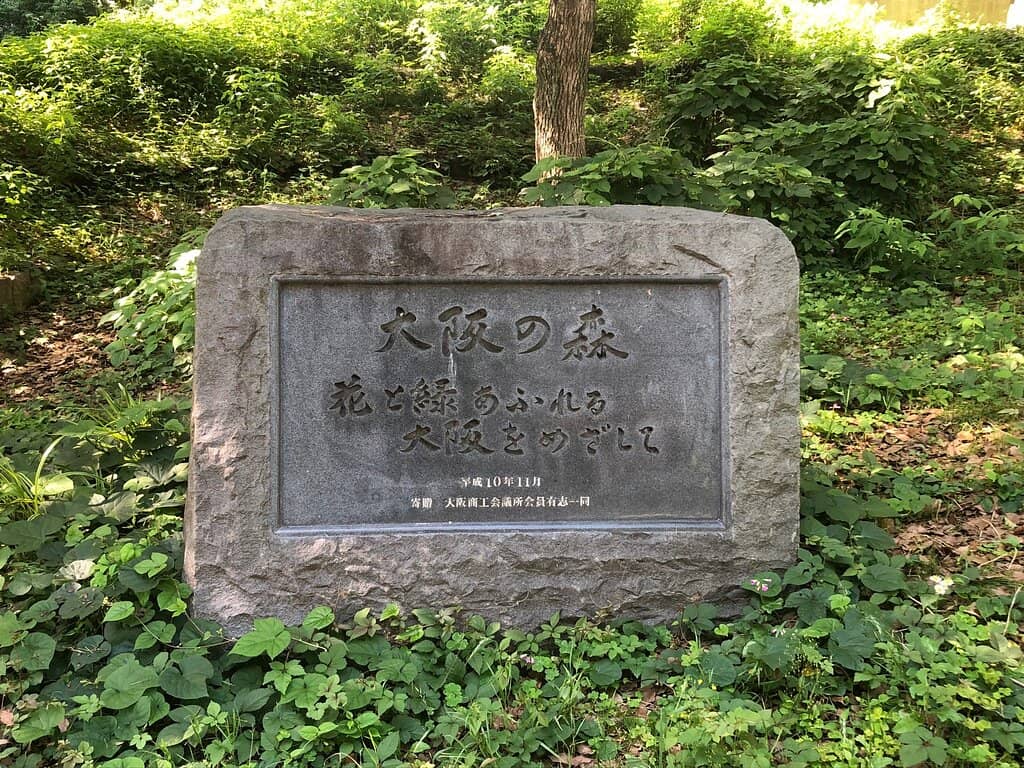 大阪の森
花と緑あふれる
大阪をめざして
平成10年11月
寄贈　大阪商工会議所会員有志一同